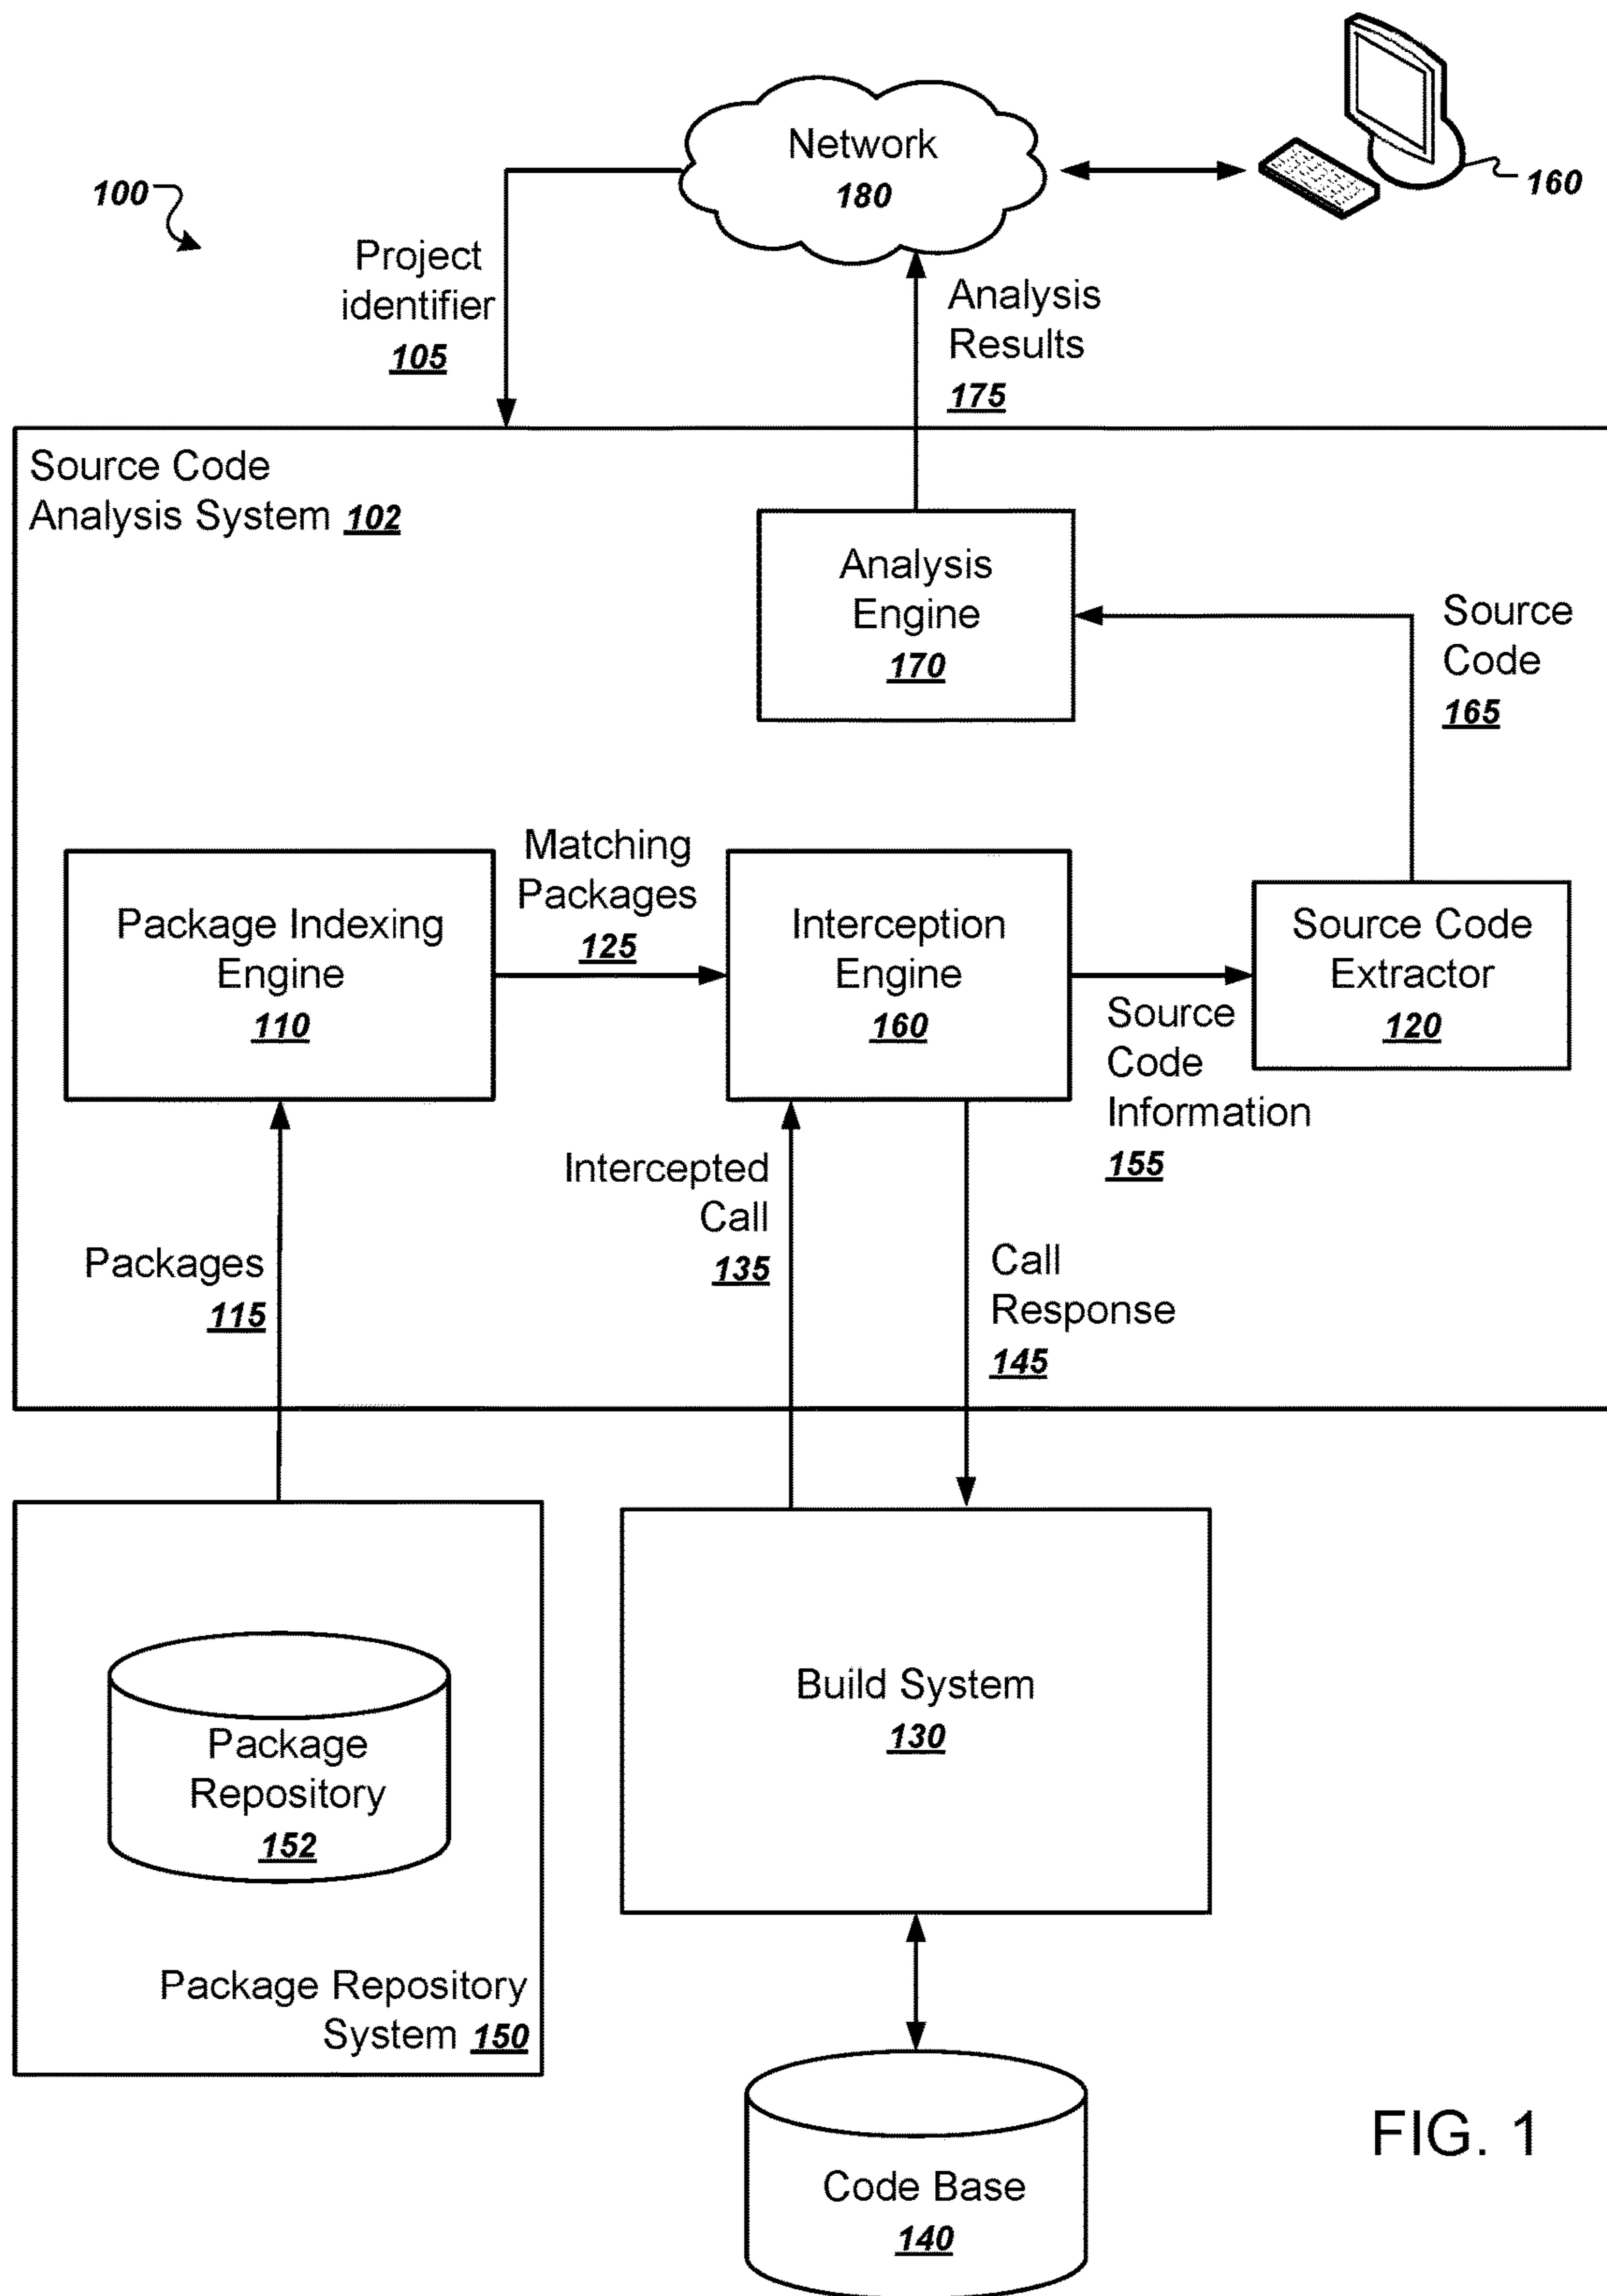 Network
180
160
100
Project
identifier
105
Analysis
Results
175
Source Code
Analysis System 102
Analysis
Engine
170
Source
Code
165
Matching
Packages
125
Package Indexing
Engine
110
Interception
Engine
160
Source Code
Extractor
120
Source
Code
Information
155
Intercepted
Call
135
Packages
115
Call
Response
145
Build System
130
Package
Repository
152
Package Repository
System 150
Code Base
140
FIG. 1